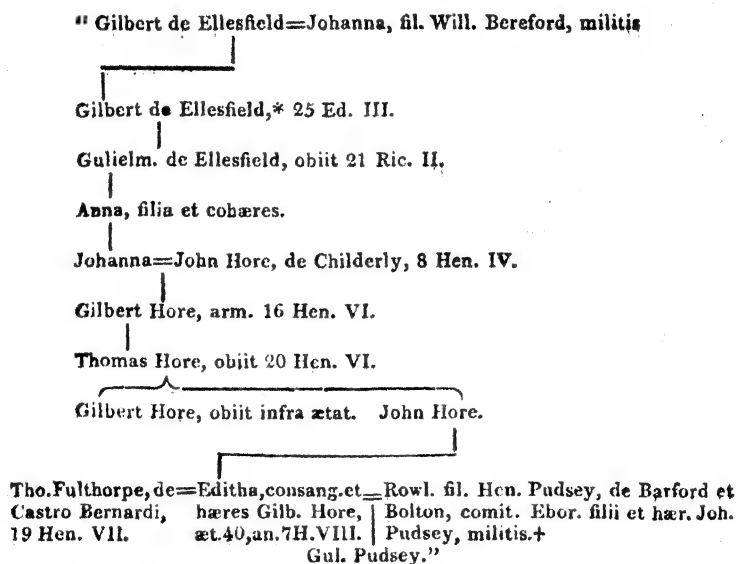 " Gilbert de Ellesfield=Johanna, fil. Will. Bereford, militis
Gilbert de Ellesfield,* 25 Ed. III.
Gulielm. de Ellesfield, obiit 21 Ric. II.
Anna, filia et cohæres.
Johanna=John Hore, de Childerly, 8 Hen. IV.
Gilbert Hore, arm. 16 Hen. VI.
Thomas Hore, obiit 20 Hen. VI.
Gilbert Hore, obiit infra ætat. John Hore.
Tho. Fulthorpe, de=Editha, consang. et=Rowl. fil. Hen. Pudsey, de Barford et
Castro Bernardi, hæres Gilb. Hore, Bolton, comit. Ebor. filii et hær. Joh.
19 Hen. VII. æt. 40, an. 7 H. VIII. Pudsey, militis.+
Gul. Pudsey."